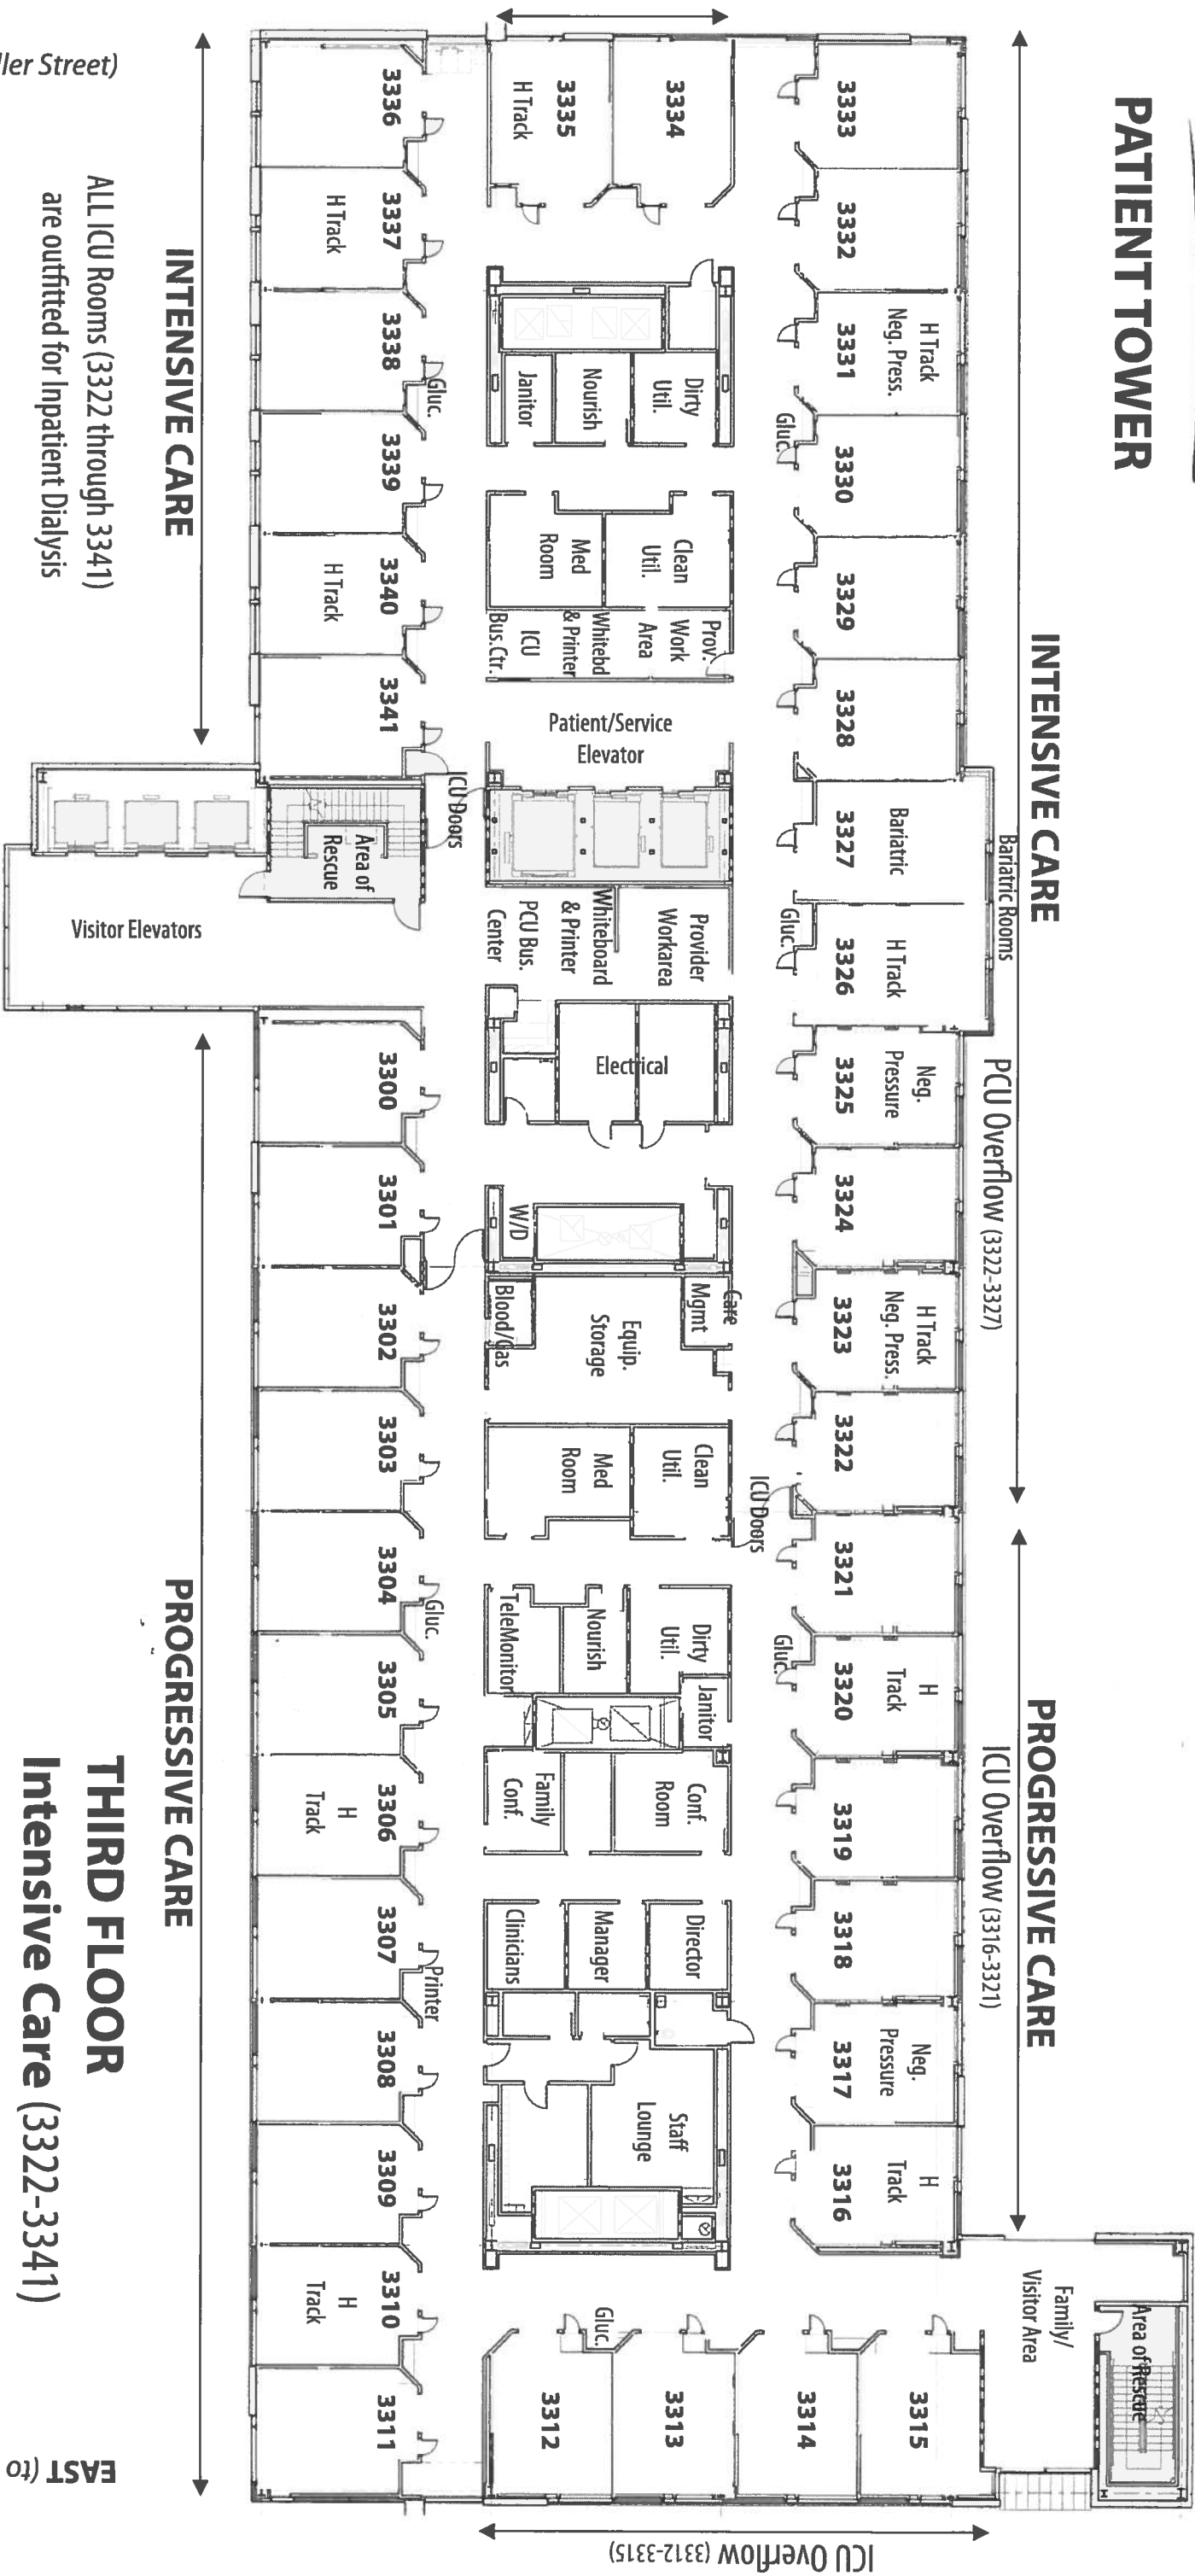 PATIENT TOWER
INTENSIVE CARE
Bariatric Rooms
PCU Overflow (3322-3327)
PROGRESSIVE CARE
ICU Overflow (3316-3321)
3333
3332
H Track
Neg. Press.
3331
3330
3329
3328
Bariatric
3327
H Track
3326
Neg.
Pressure
3325
3324
H Track
Neg. Press.
3323
3322
3321
H
Track
3320
3319
3318
Neg.
Pressure
3317
H
Track
3316
Family/
Visitor Area
Area of Rescue
Gluc.
Gluc.
ICU Doors
Gluc.
3334
3335
H Track
Dirty
Util.
Nourish
Janitor
Clean
Util.
Med
Room
Prov.
Work
Area
Whitebd
& Printer
ICU
Bus.Ctr.
Patient/Service
Elevator
Provider
Workarea
Whiteboard
& Printer
PCU Bus.
Center
Electrical
W/D
Care
Mgmt
Equip.
Storage
Blood/Gas
Clean
Util.
Med
Room
Dirty
Util.
Nourish
TeleMonitor
Janitor
Conf.
Room
Family
Conf.
Director
Manager
Clinicians
Staff
Lounge
3315
3314
3313
3312
Gluc.
ICU Overflow (3312-3315)
ICU Doors
Gluc.
Gluc.
Printer
3336
3337
H Track
3338
3339
3340
H Track
3341
Area of
Rescue
Visitor Elevators
3300
3301
3302
3303
3304
3305
3306
H
Track
3307
3308
3309
3310
H
Track
3311
INTENSIVE CARE
PROGRESSIVE CARE
ALL ICU Rooms (3322 through 3341)
are outfitted for Inpatient Dialysis
THIRD FLOOR
Intensive Care (3322-3341)
ller Street)
EAST (to